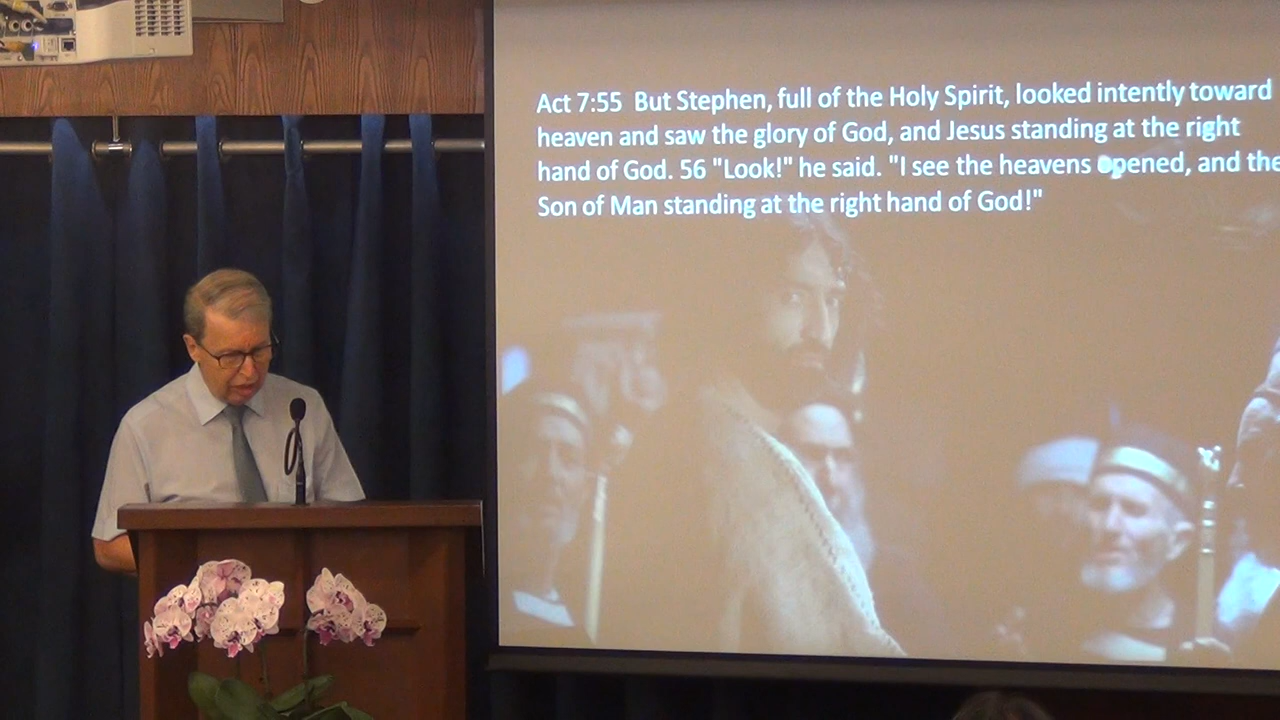 Act 7:55 But Stephen, full of the Holy Spirit, looked intently toward
heaven and saw the glory of God, and Jesus standing at the right
hand of God. 56 "Look!" he said. "I see the heavens opened, and the
Son of Man standing at the right hand of God!"